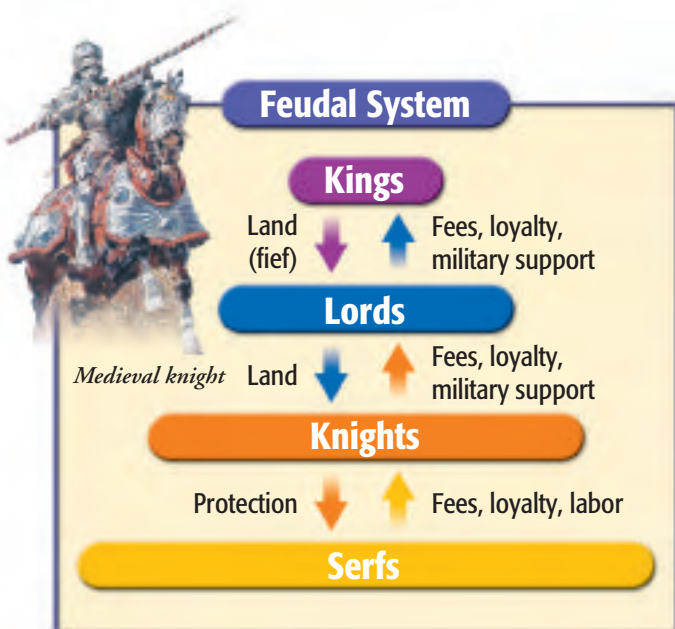 Feudal System
Kings
Land
(fief)
Fees, loyalty,
military support
Lords
Medieval knight
Land
Fees, loyalty,
military support
Knights
Protection
Fees, loyalty, labor
Serfs